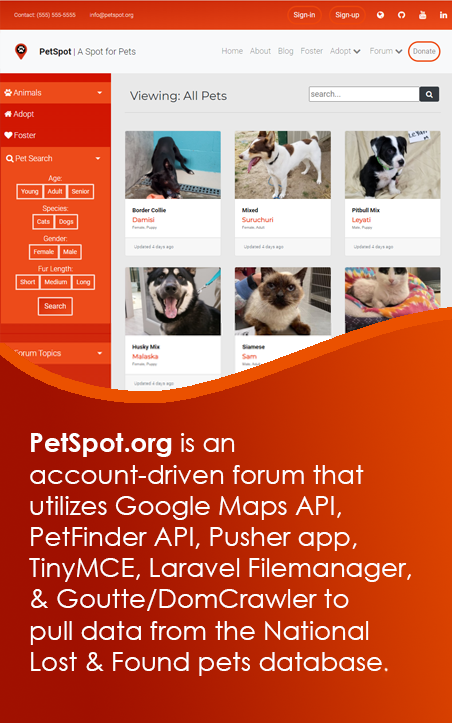 Contact: (555) 555-5555 info@petspot.org Sign-in Sign-up
PetSpot | A Spot for Pets Home About Blog Foster Adopt Forum Donate
Animals
Adopt
Foster
Pet Search
Age:
Young Adult Senior
Species:
Cats Dogs
Gender:
Female Male
Fur Length:
Short Medium Long
Search
Forum Topics
Viewing: All Pets
search...
Border Collie
Damisi
Female, Puppy
Updated 4 days ago
Mixed
Suruchuri
Female, Adult
Updated 4 days ago
Pitbull Mix
Leyati
Male, Puppy
Updated 4 days ago
Husky Mix
Malaska
Female, Puppy
Updated 4 days ago
Siamese
Sam
PetSpot.org is an
account-driven forum that
utilizes Google Maps API,
PetFinder API, Pusher app,
TinyMCE, Laravel Filemanager,
& Goutte/DomCrawler to
pull data from the National
Lost & Found pets database.